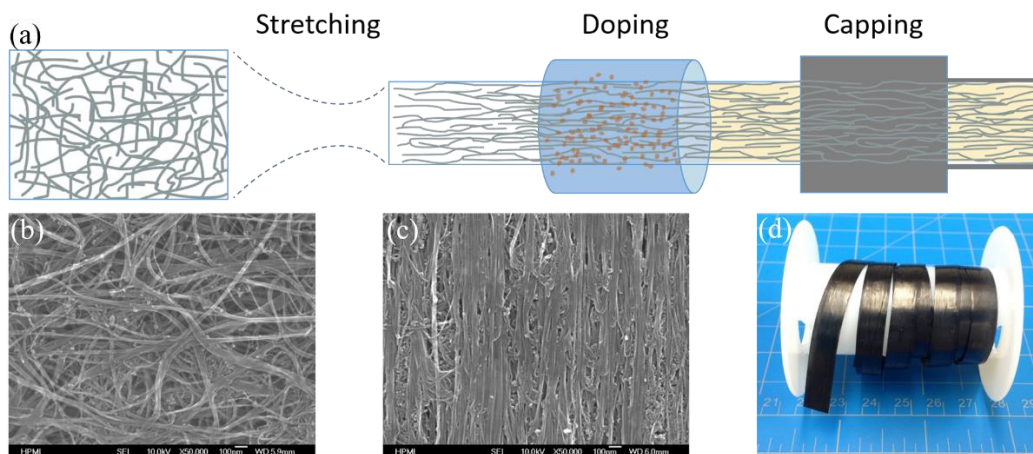 (a)
Stretching
Doping
Capping
(b)
HPMI SEI 10.0kV X50,000 100nm WD 5.9mm
(c)
HPMI SEI 10.0kV X50,000 100nm WD 6.0mm
(d)
21 22 23 24 25 26 27 28 29